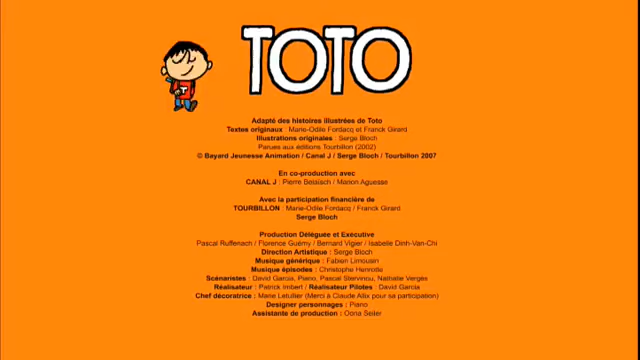 TOTO
T
Adapté des histoires illustrées de Toto
Textes originaux : Marie-Odile Fordacq et Franck Girard
Illustrations originales : Serge Bloch
Parues aux éditions Tourbillon (2002)
© Bayard Jeunesse Animation / Canal J / Serge Bloch / Tourbillon 2007
En co-production avec
CANAL J : Pierre Belaïsch / Marion Aguesse
Avec la participation financière de
TOURBILLON : Marie-Odile Fordacq / Franck Girard
Serge Bloch
Production Déléguée et Exécutive
Pascal Ruffenach / Florence Guémy / Bernard Vigier / Isabelle Dinh-Van-Chi
Direction Artistique : Serge Bloch
Musique générique : Fabien Limousin
Musique épisodes : Christophe Henrotte
Scénaristes : David Garcia, Piano, Pascal Stervinou, Nathalie Vergès
Réalisateur : Patrick Imbert / Réalisateur Pilotes : David Garcia
Chef décoratrice : Marie Letullier (Merci à Claude Allix pour sa participation)
Designer personnages : Piano
Assistante de production : Oona Seiler